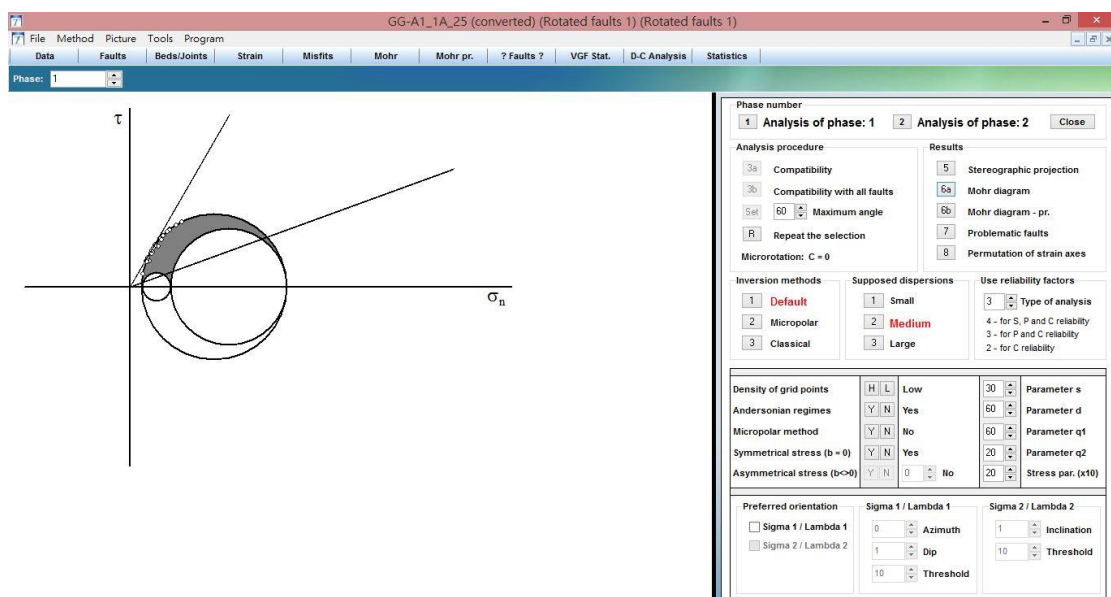 GG-A1_1A_25 (converted) (Rotated faults 1) (Rotated faults 1)
File Method Picture Tools Program
Data Faults Beds/Joints Strain Misfits Mohr Mohr pr. ? Faults ? VGF Stat. D-C Analysis Statistics
Phase: 1
τ
σn
Phase number
1 Analysis of phase: 1 2 Analysis of phase: 2 Close
Analysis procedure
3a Compatibility
3b Compatibility with all faults
Set 60 Maximum angle
R Repeat the selection
Microrotation: C = 0
Results
5 Stereographic projection
6a Mohr diagram
6b Mohr diagram - pr.
7 Problematic faults
8 Permutation of strain axes
Inversion methods
1 Default
2 Micropolar
3 Classical
Supposed dispersions
1 Small
2 Medium
3 Large
Use reliability factors
3 Type of analysis
4 - for S, P and C reliability
3 - for P and C reliability
2 - for C reliability
Density of grid points H L Low 30 Parameter s
Andersonian regimes Y N Yes 60 Parameter d
Micropolar method Y N No 60 Parameter q1
Symmetrical stress (b = 0) Y N Yes 20 Parameter q2
Asymmetrical stress (b<>0) Y N 0 No 20 Stress par. (x10)
Preferred orientation
Sigma 1 / Lambda 1
Sigma 2 / Lambda 2
Sigma 1 / Lambda 1
0 Azimuth
1 Dip
10 Threshold
Sigma 2 / Lambda 2
1 Inclination
10 Threshold